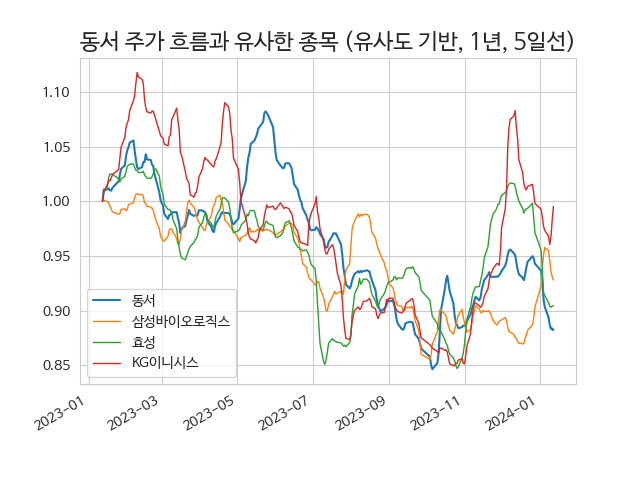 동서 주가 흐름과 유사한 종목 (유사도 기반, 1년, 5일선)
1.10
1.05
1.00
0.95
0.90
0.85
동서
삼성바이오로직스
효성
KG이니시스
2023-01
2023-03
2023-05
2023-07
2023-09
2023-11
2024-01